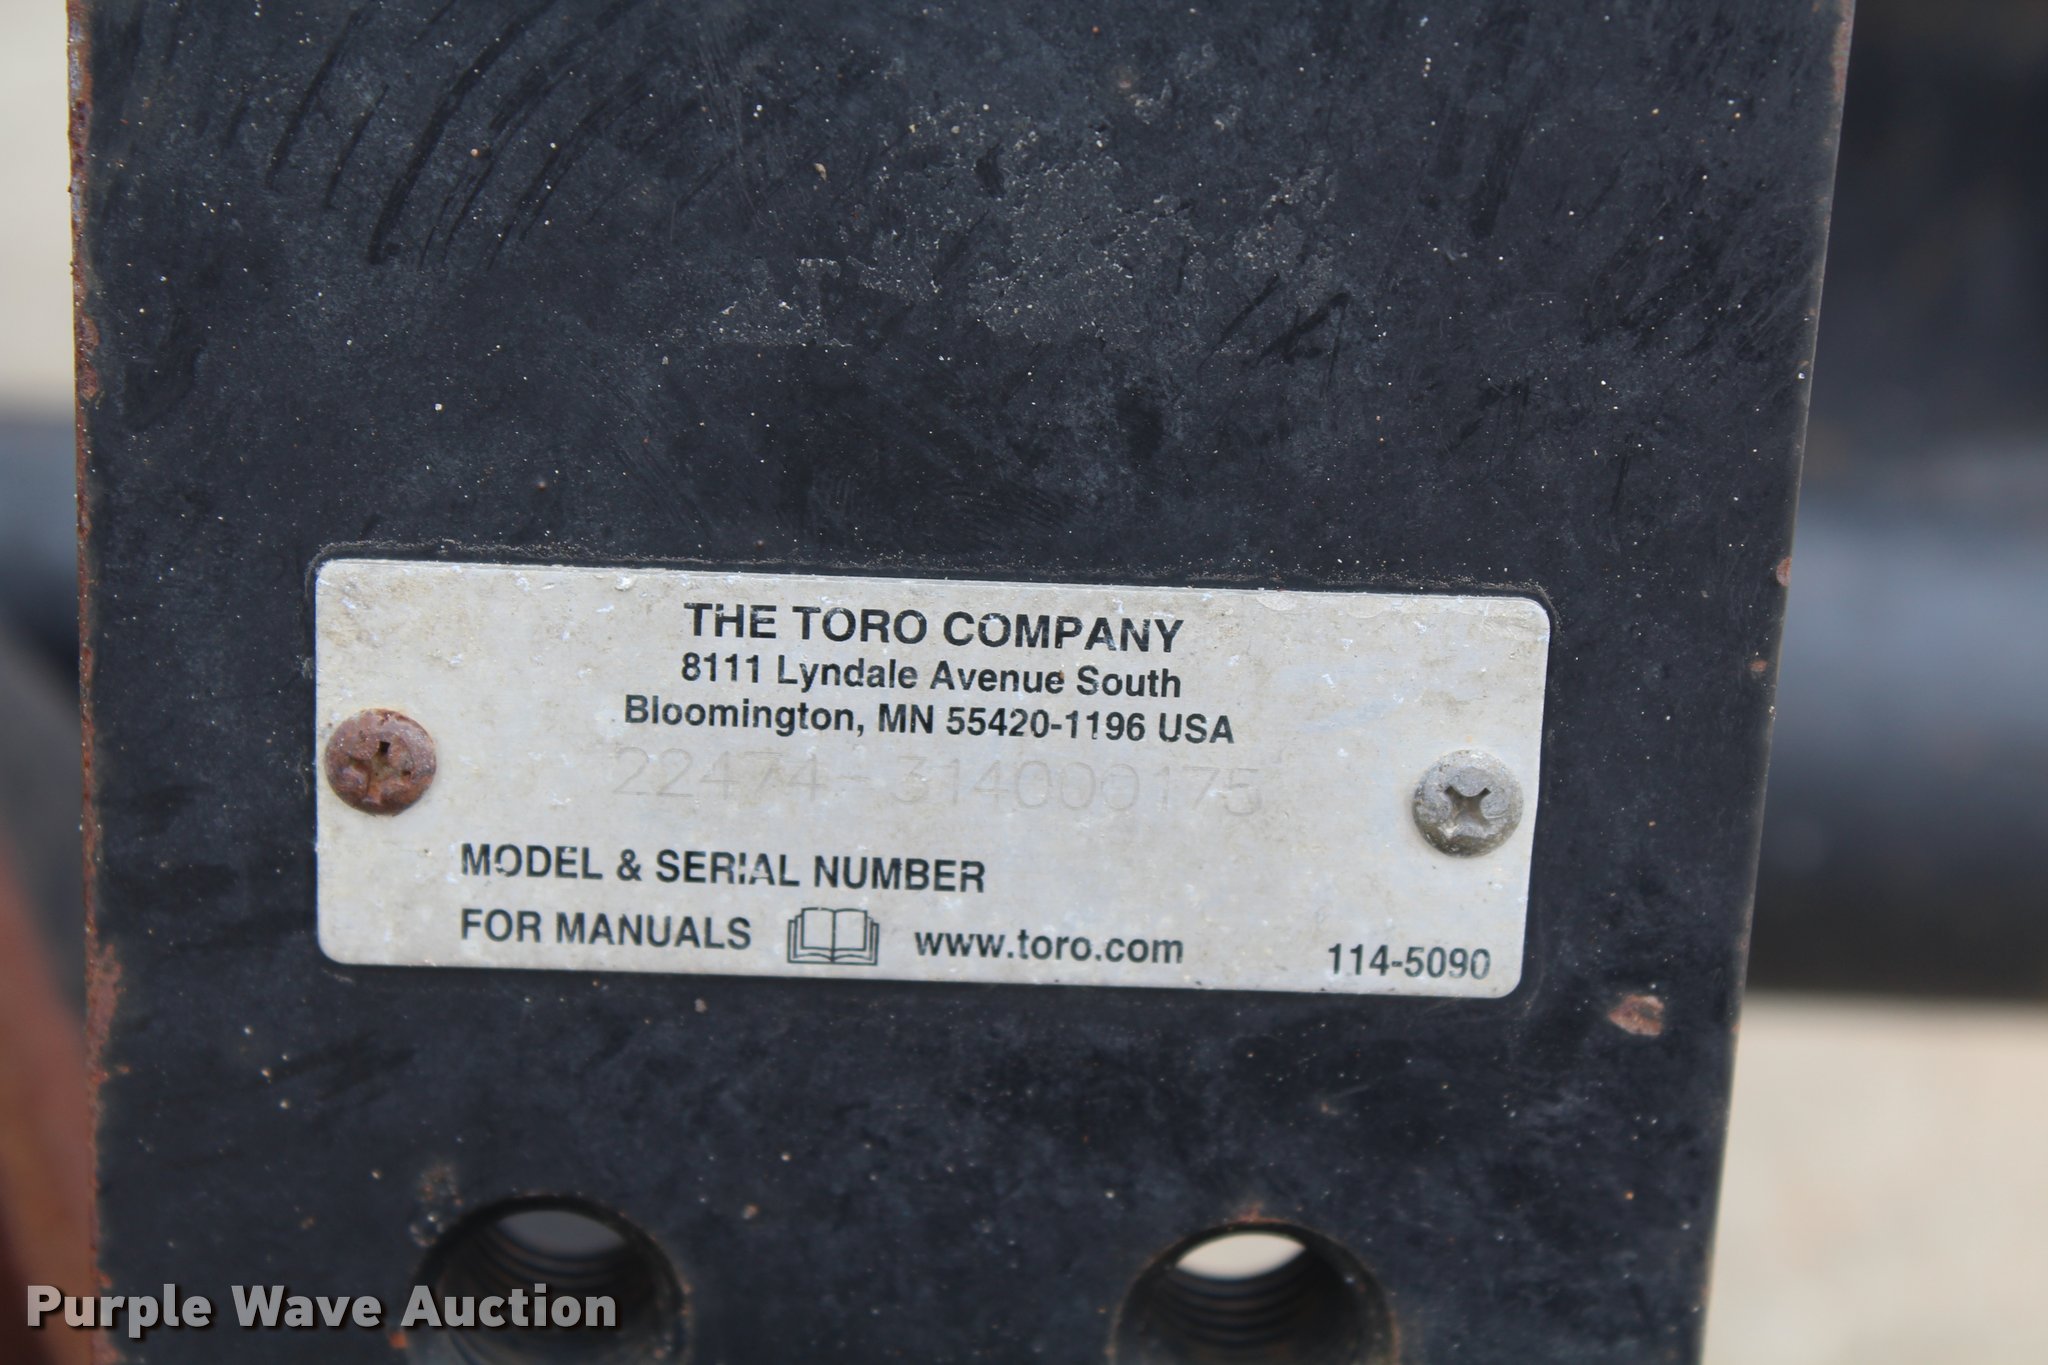 THE TORO COMPANY
8111 Lyndale Avenue South
Bloomington, MN 55420-1196 USA
22474-314000175
MODEL & SERIAL NUMBER
FOR MANUALS www.toro.com 114-5090
Purple Wave Auction